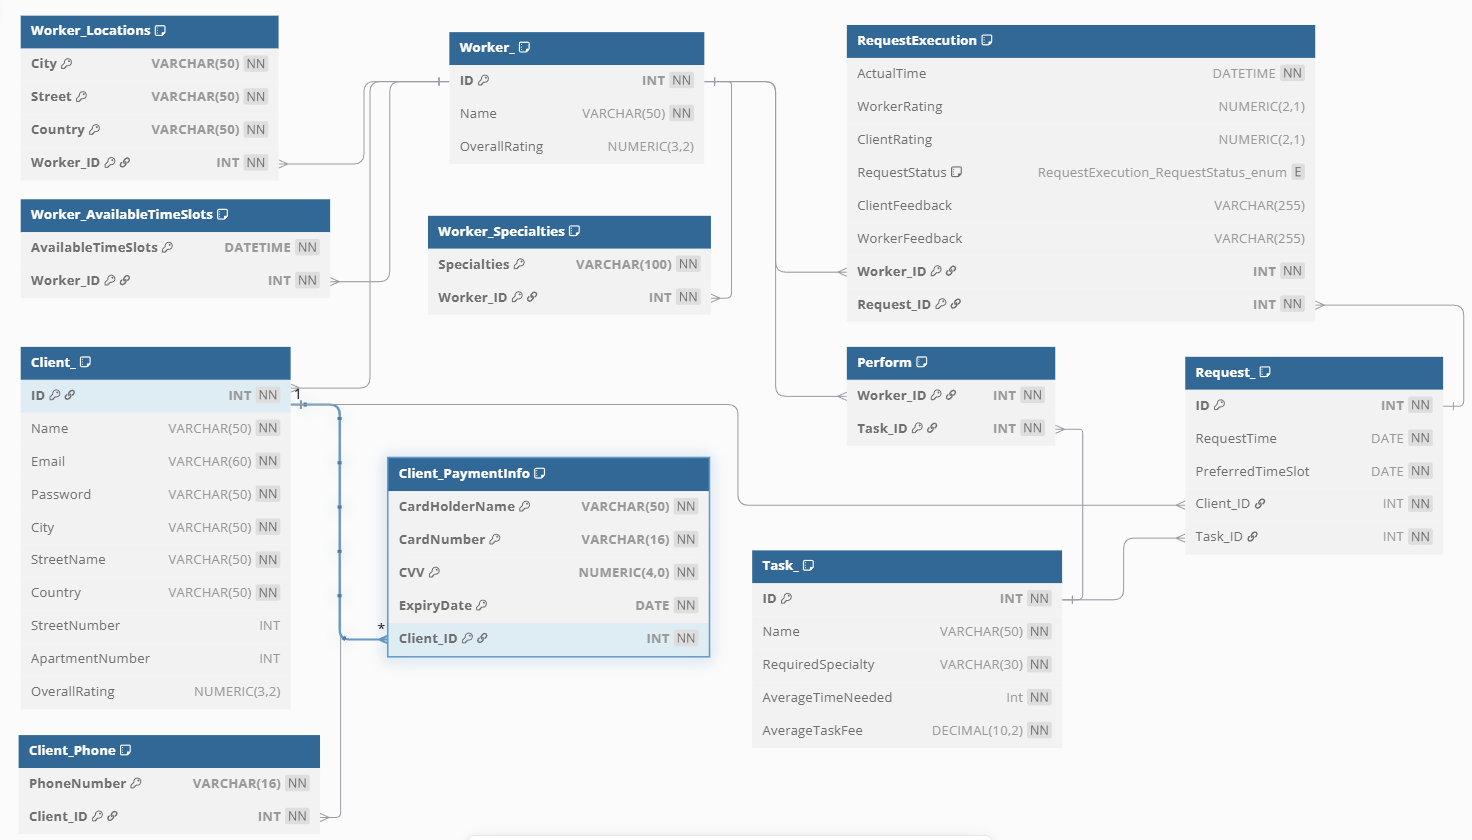 Worker_Locations
City VARCHAR(50) NN
Street VARCHAR(50) NN
Country VARCHAR(50) NN
Worker_ID INT NN
Worker_
ID INT NN
Name VARCHAR(50) NN
OverallRating NUMERIC(3,2)
RequestExecution
ActualTime DATETIME NN
WorkerRating NUMERIC(2,1)
ClientRating NUMERIC(2,1)
RequestStatus RequestExecution_RequestStatus_enum E
ClientFeedback VARCHAR(255)
WorkerFeedback VARCHAR(255)
Worker_ID INT NN
Request_ID INT NN
Worker_AvailableTimeSlots
AvailableTimeSlots DATETIME NN
Worker_ID INT NN
Worker_Specialties
Specialties VARCHAR(100) NN
Worker_ID INT NN
Client_
ID INT NN
Name VARCHAR(50) NN
Email VARCHAR(60) NN
Password VARCHAR(50) NN
City VARCHAR(50) NN
StreetName VARCHAR(50) NN
Country VARCHAR(50) NN
StreetNumber INT
ApartmentNumber INT
OverallRating NUMERIC(3,2)
1
*
Client_PaymentInfo
CardHolderName VARCHAR(50) NN
CardNumber VARCHAR(16) NN
CVV NUMERIC(4,0) NN
ExpiryDate DATE NN
Client_ID INT NN
Perform
Worker_ID INT NN
Task_ID INT NN
Request_
ID INT NN
RequestTime DATE NN
PreferredTimeSlot DATE NN
Client_ID INT NN
Task_ID INT NN
Task_
ID INT NN
Name VARCHAR(50) NN
RequiredSpecialty VARCHAR(30) NN
AverageTimeNeeded Int NN
AverageTaskFee DECIMAL(10,2) NN
Client_Phone
PhoneNumber VARCHAR(16) NN
Client_ID INT NN